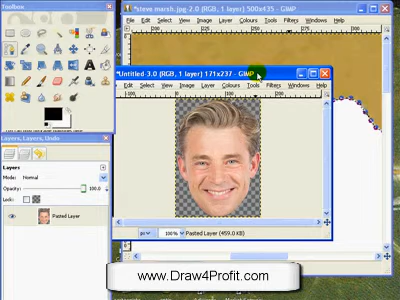 Toolbox
*steve marsh.jpg-2.0 (RGB, 1 layer) 500x435 - GIMP
File Edit Select View Image Layer Colours Tools Filters Windows Help
*Untitled-3.0 (RGB, 1 layer) 171x237 - GIMP
Edit Select View Image Layer Colours Tools Filters Windows Help
Layers, Layers, Undo
Layers
Mode: Normal
Opacity: 100.0
Lock:
Pasted Layer
px 100% Pasted Layer (459.0 KB)
www.Draw4Profit.com